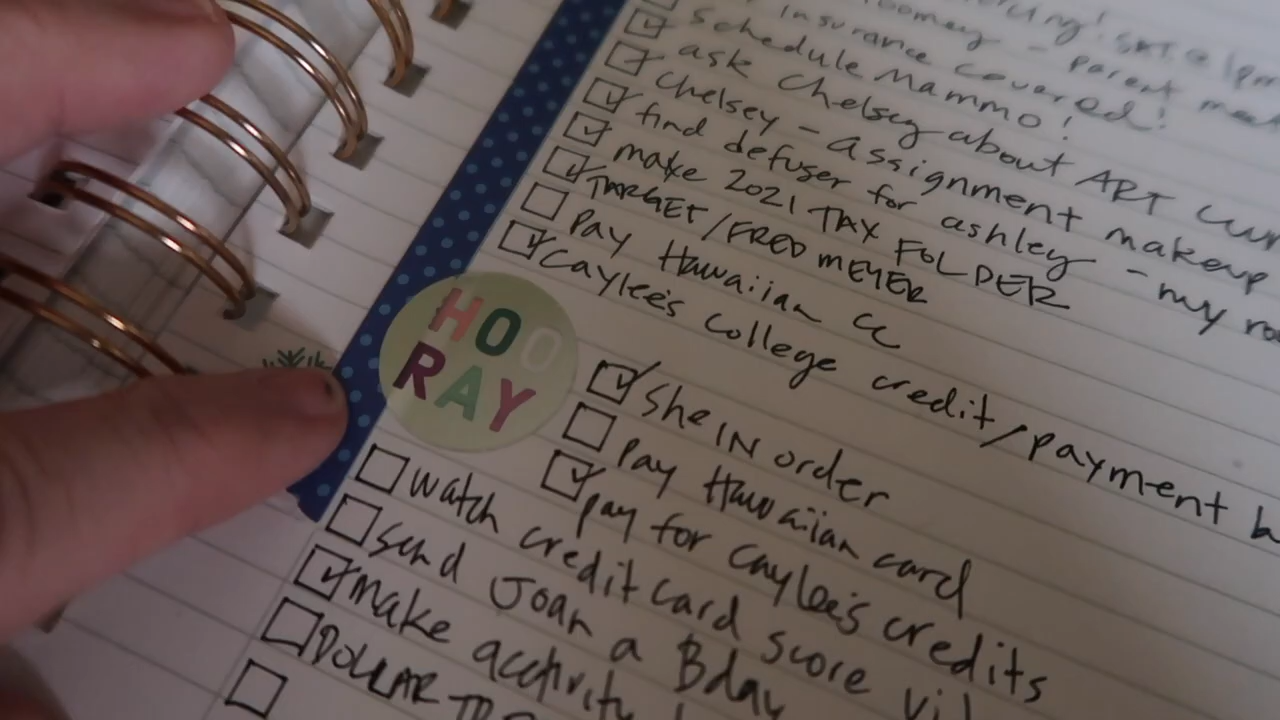 insurance covered!
schedule Mammo!
ask Chelsey about ART
Chelsey - assignment makeup
find defuser for ashley - my
make 2021 TAX FOLDER
TARGET/FRED MEYER
Pay Hawaiian CC
Caylee's college credit/payment
HOO
RAY
SheIN order
pay Hawaiian card
pay for Caylee's credits
watch credit card score
send Joan a Bday
make activity
DOLLAR